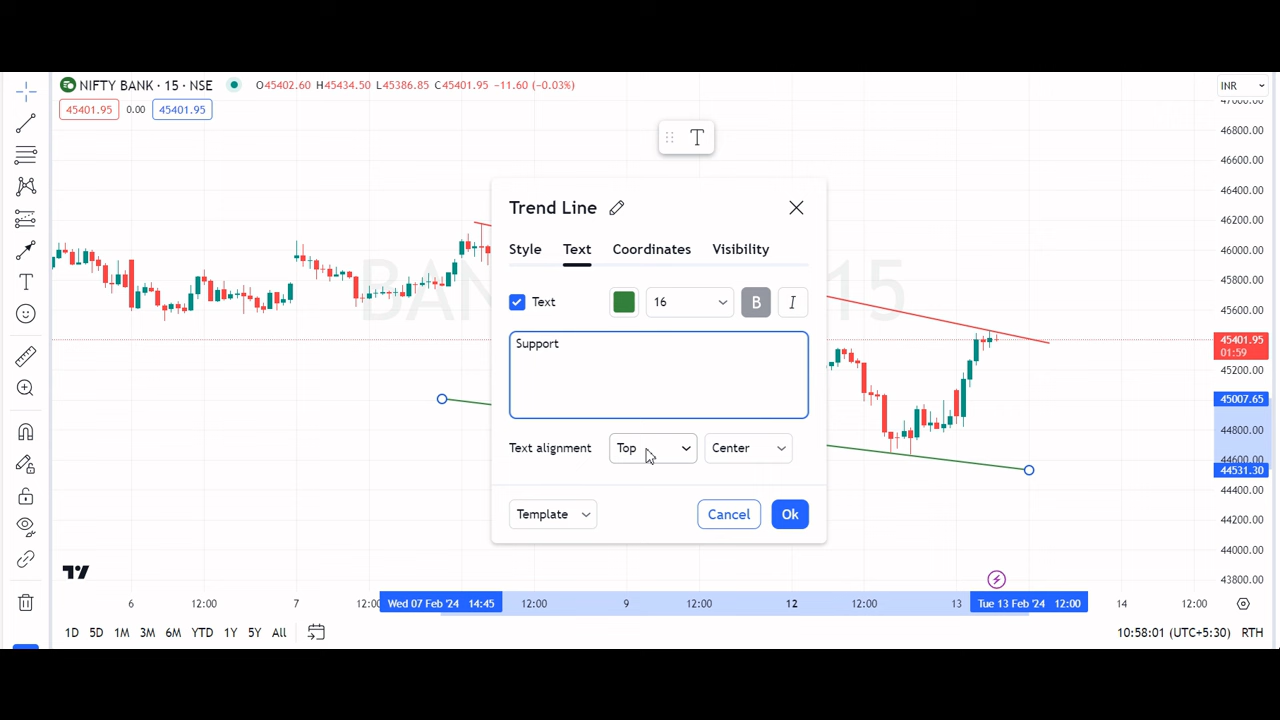 NIFTY BANK · 15 · NSE O45402.60 H45434.50 L45386.85 C45401.95 −11.60 (−0.03%) INR
45401.95 0.00 45401.95
T
47000.00
46800.00
46600.00
46400.00
46200.00
46000.00
45800.00
45600.00
45401.95
01:59
45200.00
45007.65
44800.00
44600.00
44531.30
44400.00
44200.00
44000.00
43800.00
BANK 15
Trend Line
Style Text Coordinates Visibility
Text 16 B I
Support
Text alignment Top Center
Template Cancel Ok
6 12:00 7 12:00 Wed 07 Feb '24 14:45 12:00 9 12:00 12 12:00 13 Tue 13 Feb '24 12:00 14 12:00
1D 5D 1M 3M 6M YTD 1Y 5Y All 10:58:01 (UTC+5:30) RTH